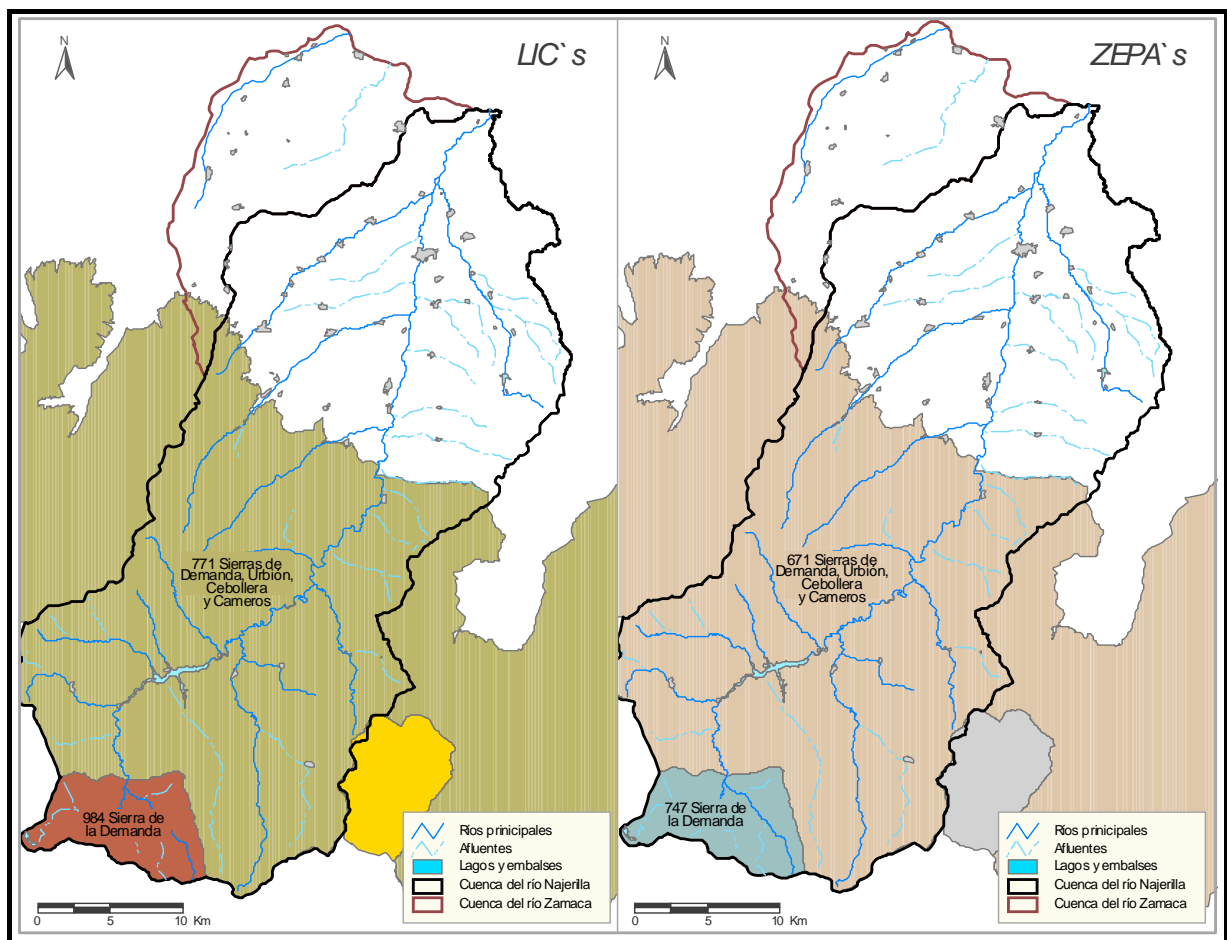 N
LIC`s
771 Sierras de
Demanda, Urbión,
Cebollera
y Cameros
984 Sierra de
la Demanda
Ríos prinicipales
Afluentes
Lagos y embalses
Cuenca del río Najerilla
Cuenca del río Zamaca
0 5 10 Km
N
ZEPA`s
671 Sierras de
Demanda, Urbión,
Cebollera
y Cameros
747 Sierra de
la Demanda
Ríos prinicipales
Afluentes
Lagos y embalses
Cuenca del río Najerilla
Cuenca del río Zamaca
0 5 10 Km